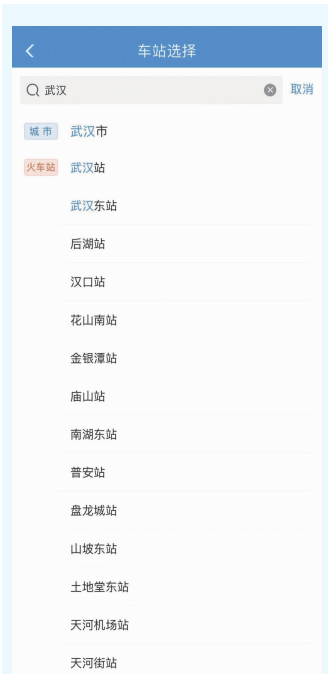 车站选择
武汉 取消
城市 武汉市
火车站 武汉站
武汉东站
后湖站
汉口站
花山南站
金银潭站
庙山站
南湖东站
普安站
盘龙城站
山坡东站
土地堂东站
天河机场站
天河街站